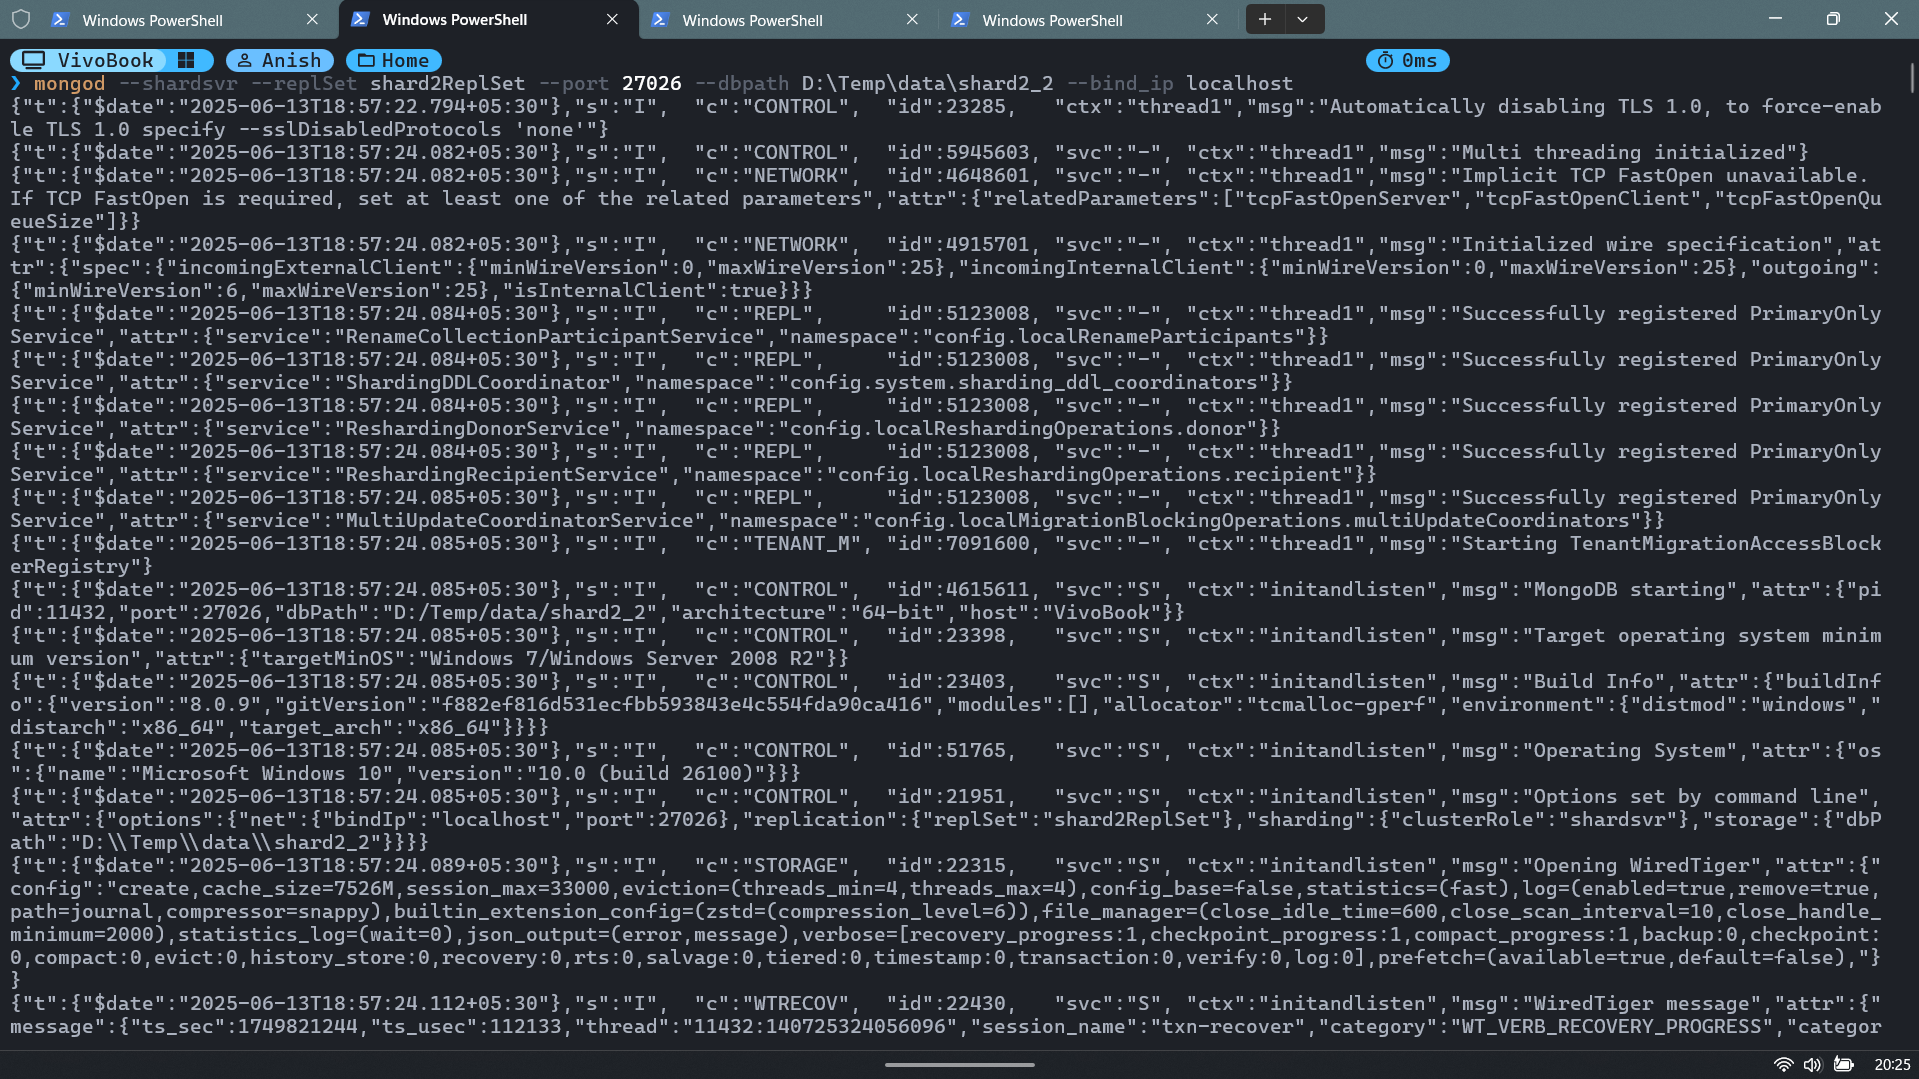 Windows PowerShell
Windows PowerShell
Windows PowerShell
Windows PowerShell
VivoBook
Anish
Home
0ms
❯ mongod --shardsvr --replSet shard2ReplSet --port 27026 --dbpath D:\Temp\data\shard2_2 --bind_ip localhost
{"t":{"$date":"2025-06-13T18:57:22.794+05:30"},"s":"I",  "c":"CONTROL",  "id":23285,   "ctx":"thread1","msg":"Automatically disabling TLS 1.0, to force-enab
le TLS 1.0 specify --sslDisabledProtocols 'none'"}
{"t":{"$date":"2025-06-13T18:57:24.082+05:30"},"s":"I",  "c":"CONTROL",  "id":5945603, "svc":"-", "ctx":"thread1","msg":"Multi threading initialized"}
{"t":{"$date":"2025-06-13T18:57:24.082+05:30"},"s":"I",  "c":"NETWORK",  "id":4648601, "svc":"-", "ctx":"thread1","msg":"Implicit TCP FastOpen unavailable.
If TCP FastOpen is required, set at least one of the related parameters","attr":{"relatedParameters":["tcpFastOpenServer","tcpFastOpenClient","tcpFastOpenQu
eueSize"]}}
{"t":{"$date":"2025-06-13T18:57:24.082+05:30"},"s":"I",  "c":"NETWORK",  "id":4915701, "svc":"-", "ctx":"thread1","msg":"Initialized wire specification","at
tr":{"spec":{"incomingExternalClient":{"minWireVersion":0,"maxWireVersion":25},"incomingInternalClient":{"minWireVersion":0,"maxWireVersion":25},"outgoing":
{"minWireVersion":6,"maxWireVersion":25},"isInternalClient":true}}}
{"t":{"$date":"2025-06-13T18:57:24.084+05:30"},"s":"I",  "c":"REPL",     "id":5123008, "svc":"-", "ctx":"thread1","msg":"Successfully registered PrimaryOnly
Service","attr":{"service":"RenameCollectionParticipantService","namespace":"config.localRenameParticipants"}}
{"t":{"$date":"2025-06-13T18:57:24.084+05:30"},"s":"I",  "c":"REPL",     "id":5123008, "svc":"-", "ctx":"thread1","msg":"Successfully registered PrimaryOnly
Service","attr":{"service":"ShardingDDLCoordinator","namespace":"config.system.sharding_ddl_coordinators"}}
{"t":{"$date":"2025-06-13T18:57:24.084+05:30"},"s":"I",  "c":"REPL",     "id":5123008, "svc":"-", "ctx":"thread1","msg":"Successfully registered PrimaryOnly
Service","attr":{"service":"ReshardingDonorService","namespace":"config.localReshardingOperations.donor"}}
{"t":{"$date":"2025-06-13T18:57:24.084+05:30"},"s":"I",  "c":"REPL",     "id":5123008, "svc":"-", "ctx":"thread1","msg":"Successfully registered PrimaryOnly
Service","attr":{"service":"ReshardingRecipientService","namespace":"config.localReshardingOperations.recipient"}}
{"t":{"$date":"2025-06-13T18:57:24.085+05:30"},"s":"I",  "c":"REPL",     "id":5123008, "svc":"-", "ctx":"thread1","msg":"Successfully registered PrimaryOnly
Service","attr":{"service":"MultiUpdateCoordinatorService","namespace":"config.localMigrationBlockingOperations.multiUpdateCoordinators"}}
{"t":{"$date":"2025-06-13T18:57:24.085+05:30"},"s":"I",  "c":"TENANT_M", "id":7091600, "svc":"-", "ctx":"thread1","msg":"Starting TenantMigrationAccessBlock
erRegistry"}
{"t":{"$date":"2025-06-13T18:57:24.085+05:30"},"s":"I",  "c":"CONTROL",  "id":4615611, "svc":"S", "ctx":"initandlisten","msg":"MongoDB starting","attr":{"pi
d":11432,"port":27026,"dbPath":"D:/Temp/data/shard2_2","architecture":"64-bit","host":"VivoBook"}}
{"t":{"$date":"2025-06-13T18:57:24.085+05:30"},"s":"I",  "c":"CONTROL",  "id":23398,   "svc":"S", "ctx":"initandlisten","msg":"Target operating system minim
um version","attr":{"targetMinOS":"Windows 7/Windows Server 2008 R2"}}
{"t":{"$date":"2025-06-13T18:57:24.085+05:30"},"s":"I",  "c":"CONTROL",  "id":23403,   "svc":"S", "ctx":"initandlisten","msg":"Build Info","attr":{"buildInf
o":{"version":"8.0.9","gitVersion":"f882ef816d531ecfbb593843e4c554fda90ca416","modules":[],"allocator":"tcmalloc-gperf","environment":{"distmod":"windows","
distarch":"x86_64","target_arch":"x86_64"}}}}
{"t":{"$date":"2025-06-13T18:57:24.085+05:30"},"s":"I",  "c":"CONTROL",  "id":51765,   "svc":"S", "ctx":"initandlisten","msg":"Operating System","attr":{"os
":{"name":"Microsoft Windows 10","version":"10.0 (build 26100)"}}}
{"t":{"$date":"2025-06-13T18:57:24.085+05:30"},"s":"I",  "c":"CONTROL",  "id":21951,   "svc":"S", "ctx":"initandlisten","msg":"Options set by command line",
"attr":{"options":{"net":{"bindIp":"localhost","port":27026},"replication":{"replSet":"shard2ReplSet"},"sharding":{"clusterRole":"shardsvr"},"storage":{"dbP
ath":"D:\\Temp\\data\\shard2_2"}}}}
{"t":{"$date":"2025-06-13T18:57:24.089+05:30"},"s":"I",  "c":"STORAGE",  "id":22315,   "svc":"S", "ctx":"initandlisten","msg":"Opening WiredTiger","attr":{"
config":"create,cache_size=7526M,session_max=33000,eviction=(threads_min=4,threads_max=4),config_base=false,statistics=(fast),log=(enabled=true,remove=true,
path=journal,compressor=snappy),builtin_extension_config=(zstd=(compression_level=6)),file_manager=(close_idle_time=600,close_scan_interval=10,close_handle_
minimum=2000),statistics_log=(wait=0),json_output=(error,message),verbose=[recovery_progress:1,checkpoint_progress:1,compact_progress:1,backup:0,checkpoint:
0,compact:0,evict:0,history_store:0,recovery:0,rts:0,salvage:0,tiered:0,timestamp:0,transaction:0,verify:0,log:0],prefetch=(available=true,default=false),"}
}
{"t":{"$date":"2025-06-13T18:57:24.112+05:30"},"s":"I",  "c":"WTRECOV",  "id":22430,   "svc":"S", "ctx":"initandlisten","msg":"WiredTiger message","attr":{"
message":{"ts_sec":1749821244,"ts_usec":112133,"thread":"11432:140725324056096","session_name":"txn-recover","category":"WT_VERB_RECOVERY_PROGRESS","categor
20:25